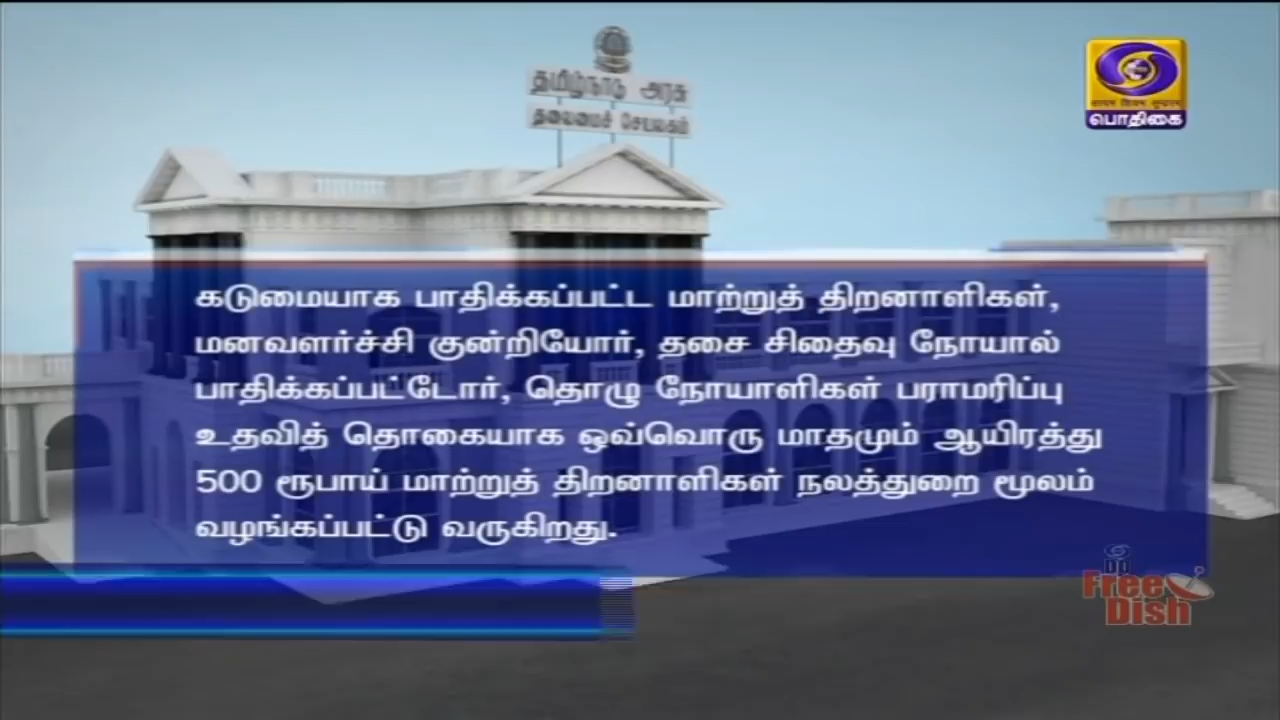 தமிழ்நாடு அரசு
தலைமைச் செயலகம்
பொதிகை
கடுமையாக பாதிக்கப்பட்ட மாற்றுத் திறனாளிகள்,
மனவளர்ச்சி குன்றியோர், தசை சிதைவு நோயால்
பாதிக்கப்பட்டோர், தொழு நோயாளிகள் பராமரிப்பு
உதவித் தொகையாக ஒவ்வொரு மாதமும் ஆயிரத்து
500 ரூபாய் மாற்றுத் திறனாளிகள் நலத்துறை மூலம்
வழங்கப்பட்டு வருகிறது.
DD
Free
Dish